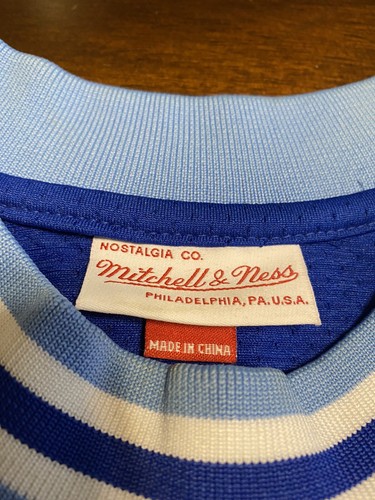 NOSTALGIA CO.
Mitchell & Ness
PHILADELPHIA, PA. U.S.A.
MADE IN CHINA